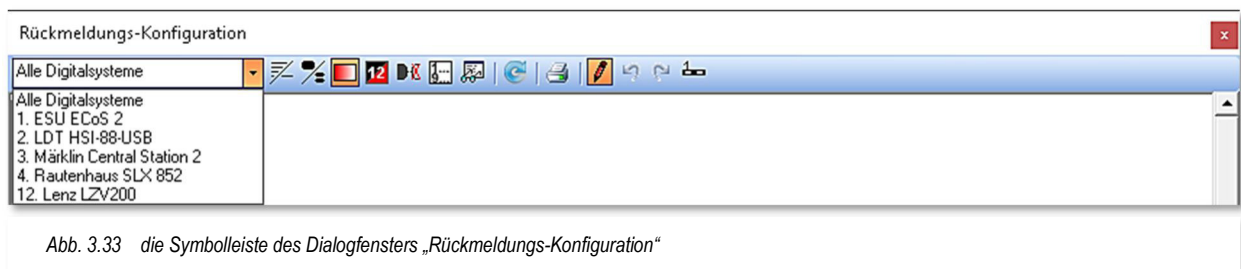 Rückmeldungs-Konfiguration
x
Alle Digitalsysteme
12
Alle Digitalsysteme
1. ESU ECoS 2
2. LDT HSI-88-USB
3. Märklin Central Station 2
4. Rautenhaus SLX 852
12. Lenz LZV200
Abb. 3.33 die Symbolleiste des Dialogfensters „Rückmeldungs-Konfiguration“